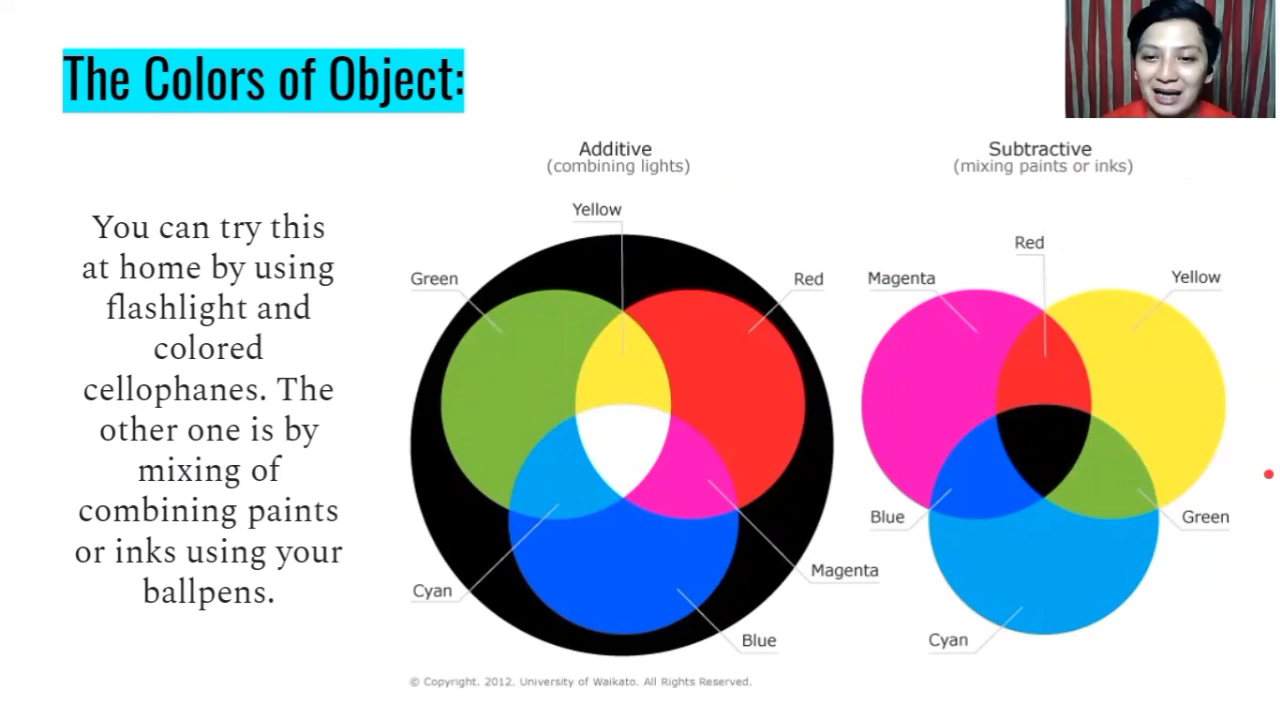 The Colors of Object:
You can try this
at home by using
flashlight and
colored
cellophanes. The
other one is by
mixing of
combining paints
or inks using your
ballpens.
Additive
(combining lights)
Yellow
Green
Red
Cyan
Magenta
Blue
Subtractive
(mixing paints or inks)
Red
Magenta
Yellow
Blue
Green
Cyan
© Copyright. 2012. University of Waikato. All Rights Reserved.